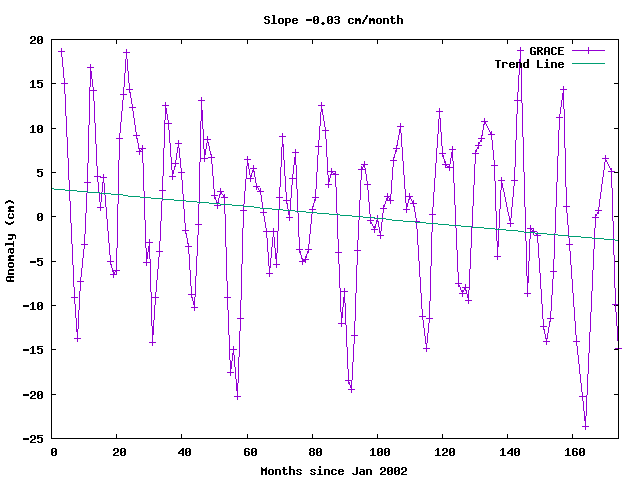 Slope -0.03 cm/month
GRACE
Trend Line
20
15
10
5
0
-5
-10
-15
-20
-25
Anomaly (cm)
0 20 40 60 80 100 120 140 160
Months since Jan 2002